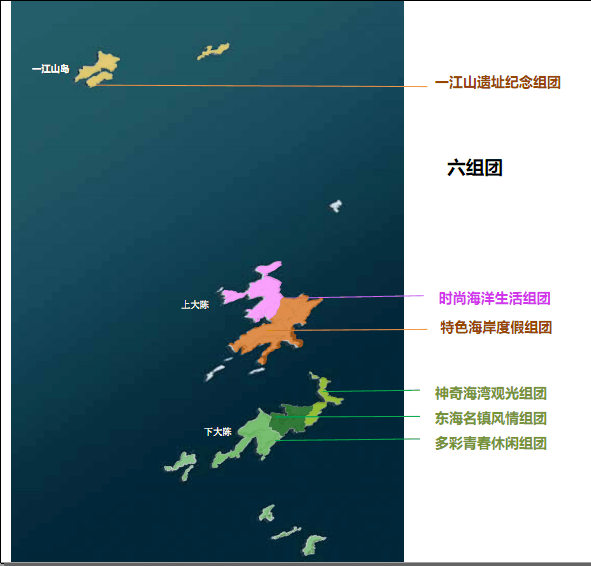 一江山岛
一江山遗址纪念组团
六组团
时尚海洋生活组团
上大陈
特色海岸度假组团
神奇海湾观光组团
东海名镇风情组团
下大陈
多彩青春休闲组团